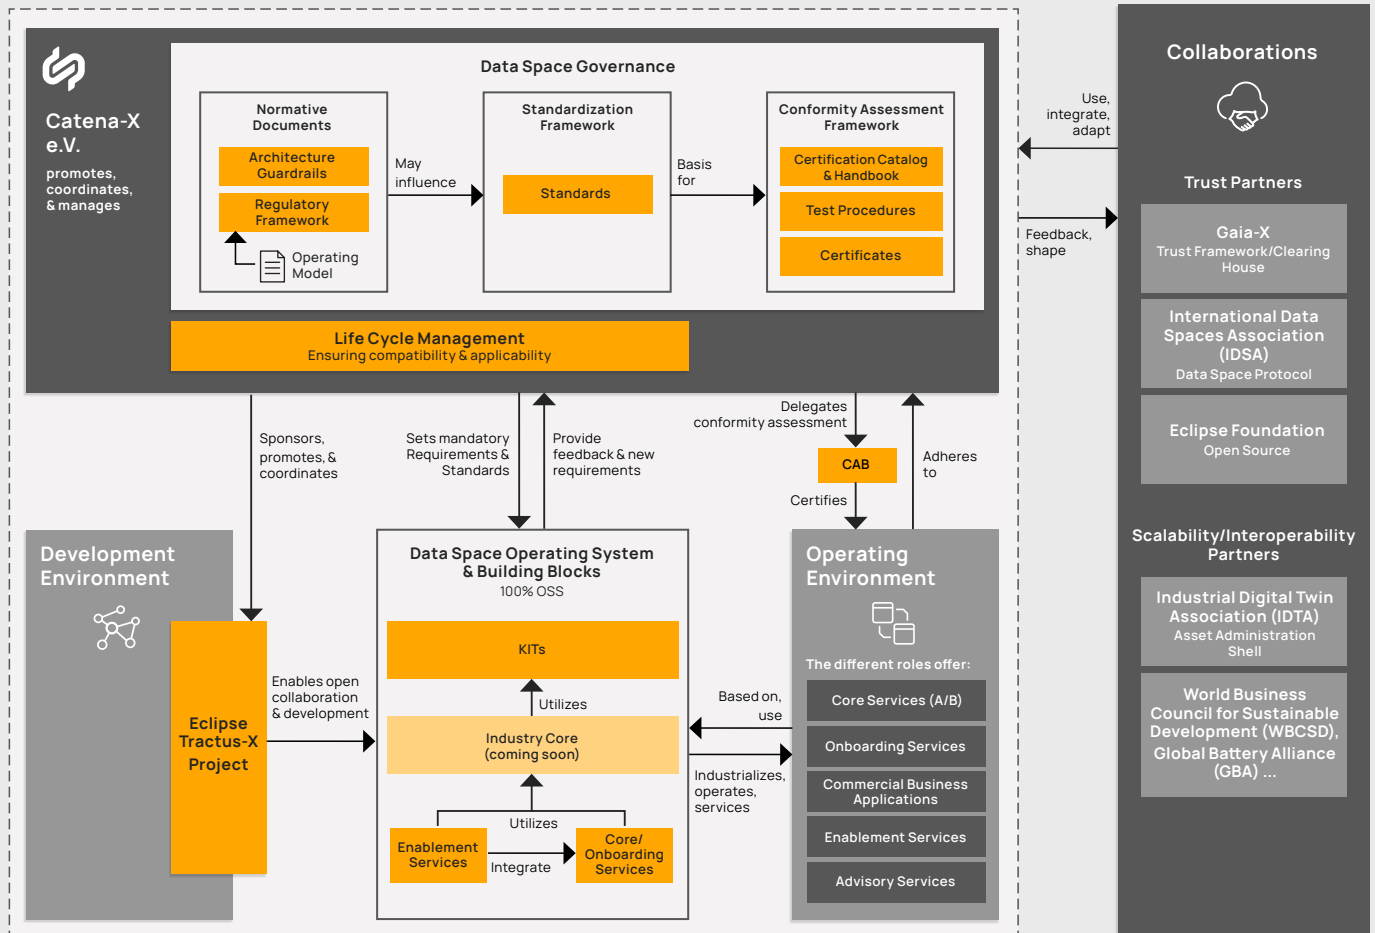 Catena-X
e.V.
promotes,
coordinates,
& manages
Data Space Governance
Normative
Documents
Architecture
Guardrails
Regulatory
Framework
Operating
Model
May
influence
Standardization
Framework
Standards
Basis
for
Conformity Assessment
Framework
Certification Catalog
& Handbook
Test Procedures
Certificates
Life Cycle Management
Ensuring compatibility & applicability
Use,
integrate,
adapt
Feedback,
shape
Collaborations
Trust Partners
Gaia-X
Trust Framework/Clearing
House
International Data
Spaces Association
(IDSA)
Data Space Protocol
Eclipse Foundation
Open Source
Scalability/Interoperability
Partners
Industrial Digital Twin
Association (IDTA)
Asset Administration
Shell
World Business
Council for Sustainable
Development (WBCSD),
Global Battery Alliance
(GBA) ...
Sponsors,
promotes, &
coordinates
Sets mandatory
Requirements &
Standards
Provide
feedback & new
requirements
Delegates
conformity assessment
CAB
Certifies
Adheres
to
Development
Environment
Eclipse
Tractus-X
Project
Enables open
collaboration
& development
Data Space Operating System
& Building Blocks
100% OSS
KITs
Utilizes
Industry Core
(coming soon)
Utilizes
Enablement
Services
Integrate
Core/
Onboarding
Services
Based on,
use
Industrializes,
operates,
services
Operating
Environment
The different roles offer:
Core Services (A/B)
Onboarding Services
Commercial Business
Applications
Enablement Services
Advisory Services